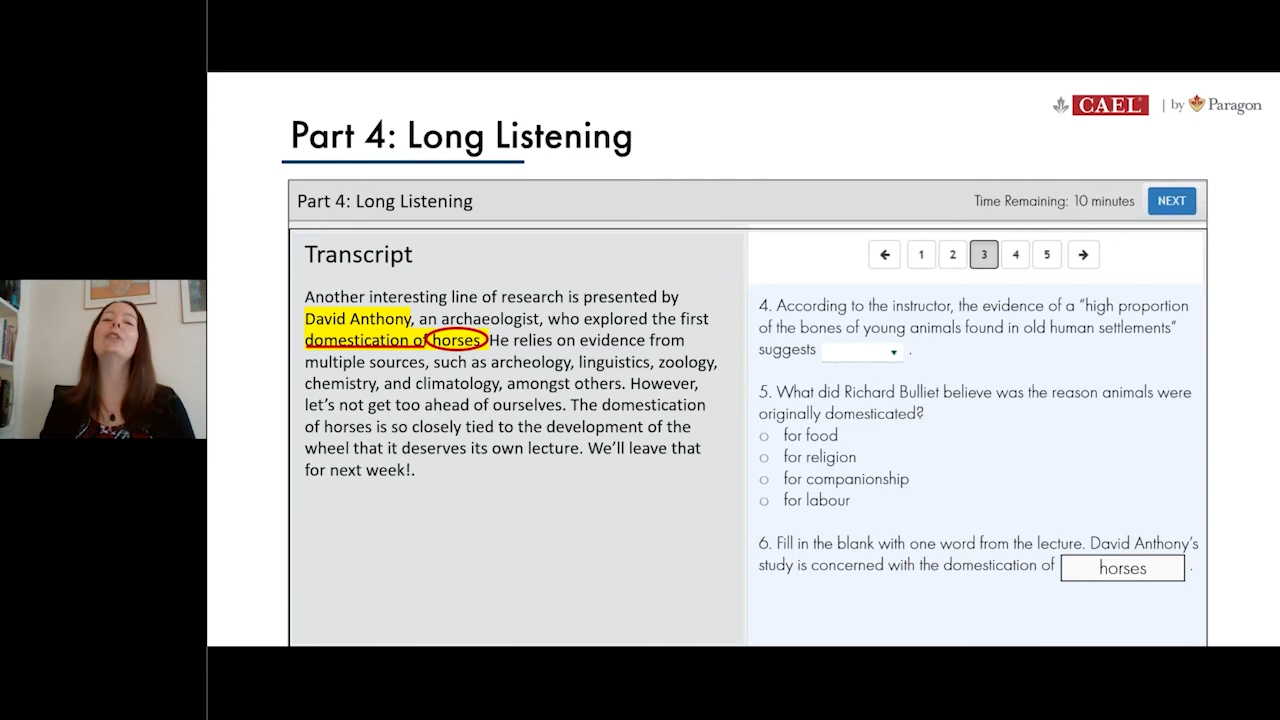 CAEL | by Paragon
Part 4: Long Listening
Part 4: Long Listening
Time Remaining: 10 minutes NEXT
Transcript
Another interesting line of research is presented by
David Anthony, an archaeologist, who explored the first
domestication of horses. He relies on evidence from
multiple sources, such as archeology, linguistics, zoology,
chemistry, and climatology, amongst others. However,
let's not get too ahead of ourselves. The domestication
of horses is so closely tied to the development of the
wheel that it deserves its own lecture. We'll leave that
for next week!.
1 2 3 4 5
4. According to the instructor, the evidence of a "high proportion
of the bones of young animals found in old human settlements"
suggests .
5. What did Richard Bulliet believe was the reason animals were
originally domesticated?
for food
for religion
for companionship
for labour
6. Fill in the blank with one word from the lecture. David Anthony's
study is concerned with the domestication of horses .